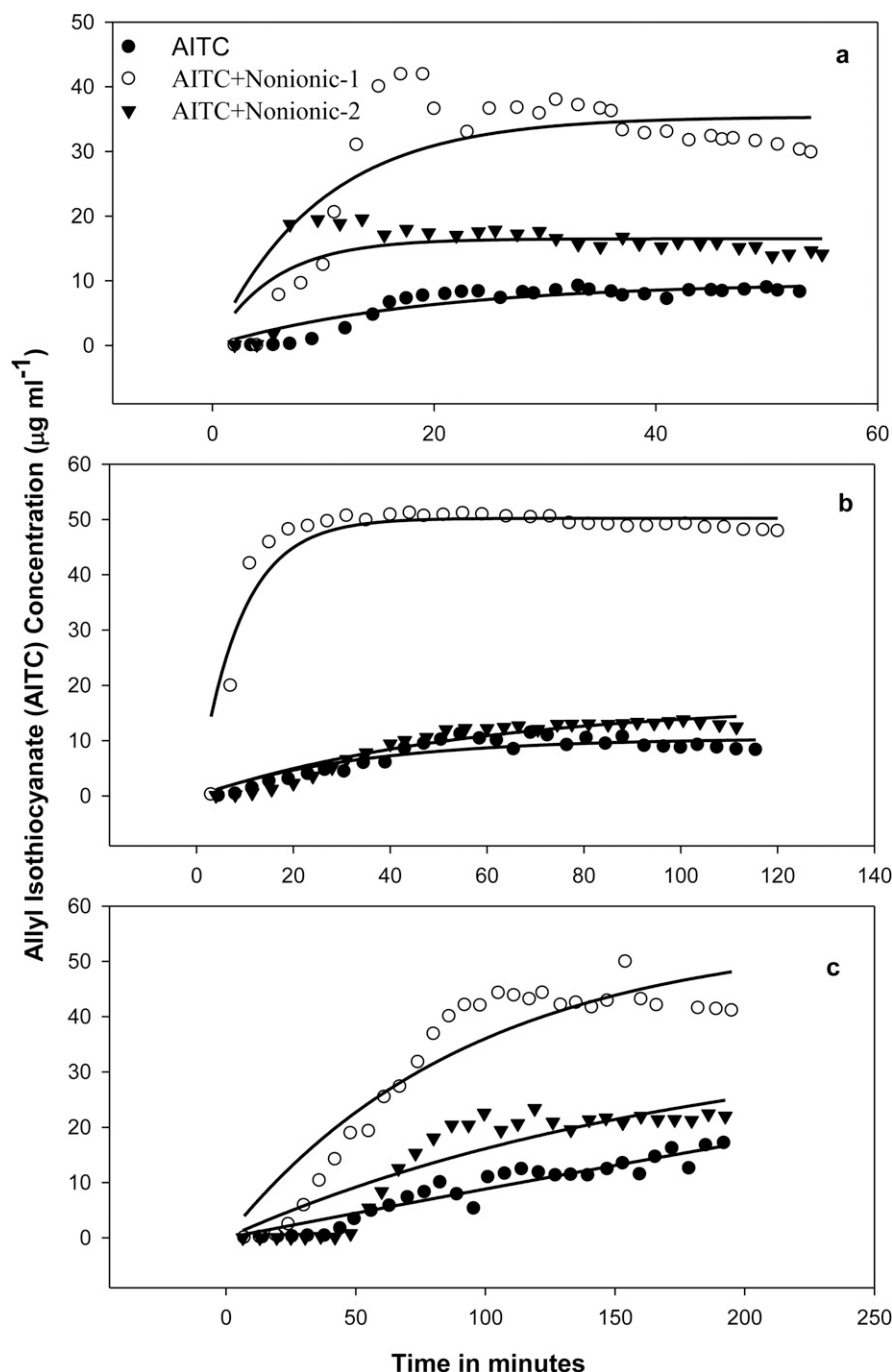 Allyl Isothiocyanate (AITC) Concentration (µg ml⁻¹)
50
40
30
20
10
0
AITC
AITC+Nonionic-1
AITC+Nonionic-2
a
0 20 40 60
60
50
40
30
20
10
0
b
0 20 40 60 80 100 120 140
60
50
40
30
20
10
0
c
0 50 100 150 200 250
Time in minutes